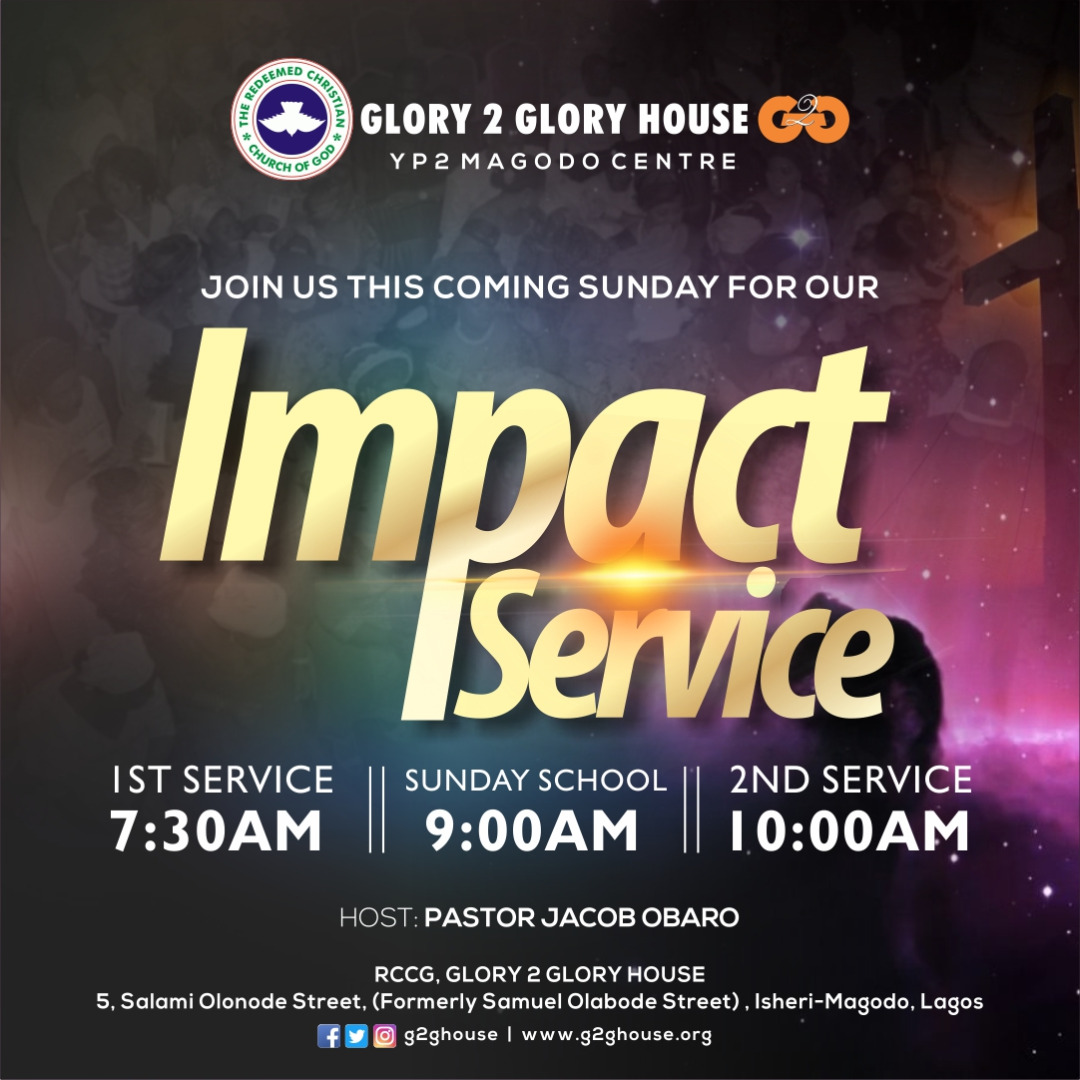 THE REDEEMED CHRISTIAN
CHURCH OF GOD
GLORY 2 GLORY HOUSE G2G
YP2 MAGODO CENTRE
JOIN US THIS COMING SUNDAY FOR OUR
Impact
Service
1ST SERVICE
7:30AM
SUNDAY SCHOOL
9:00AM
2ND SERVICE
10:00AM
HOST: PASTOR JACOB OBARO
RCCG, GLORY 2 GLORY HOUSE
5, Salami Olonode Street, (Formerly Samuel Olabode Street) , Isheri-Magodo, Lagos
g2ghouse | www.g2ghouse.org